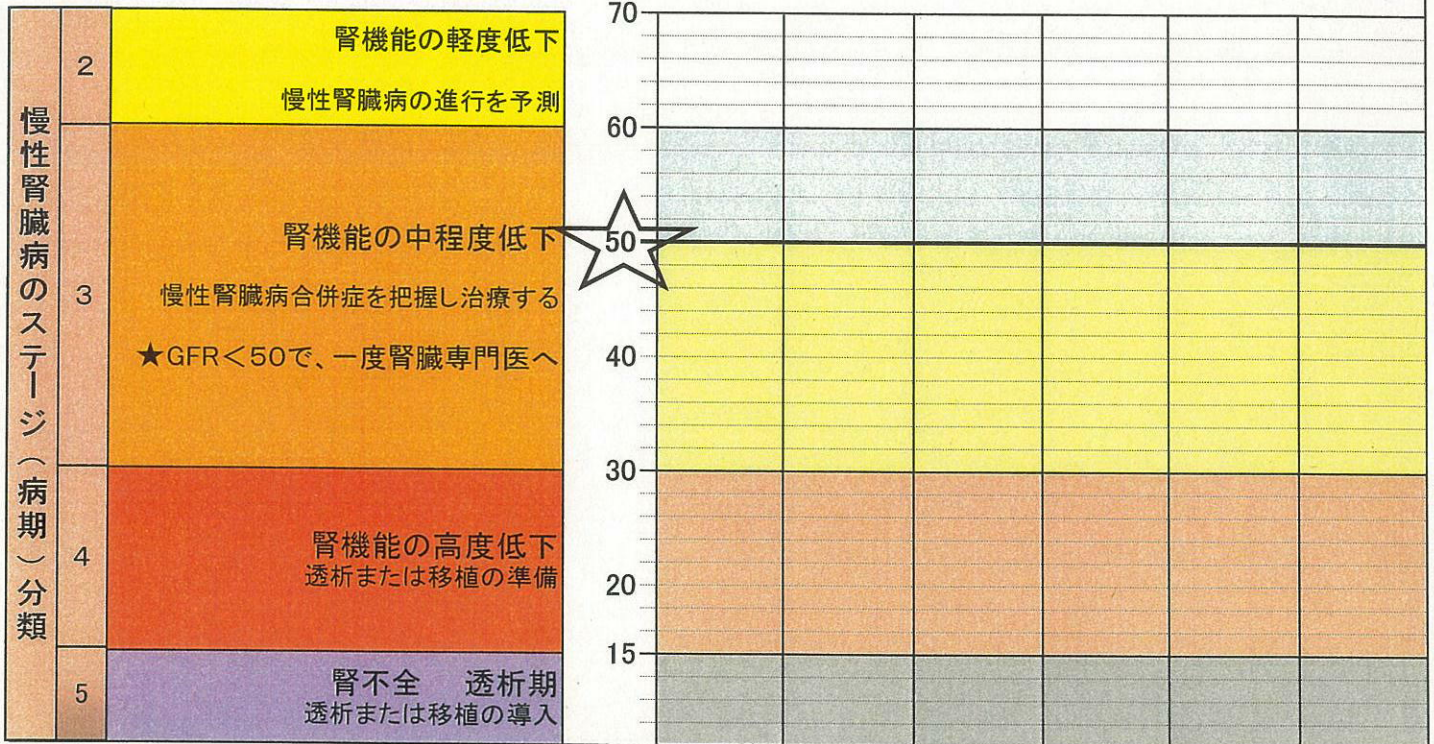 慢性腎臓病のステージ（病期）分類
2
腎機能の軽度低下
慢性腎臓病の進行を予測
3
腎機能の中程度低下
慢性腎臓病合併症を把握し治療する
★GFR＜50で、一度腎臓専門医へ
4
腎機能の高度低下
透析または移植の準備
5
腎不全　透析期
透析または移植の導入
70
60
50
40
30
20
15